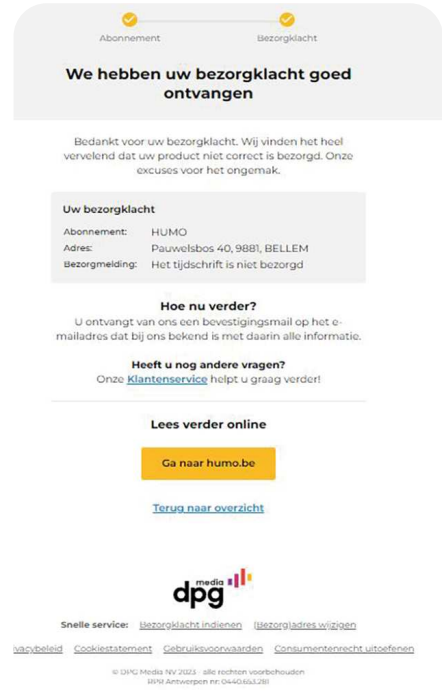 Abonnement Bezorgklacht
We hebben uw bezorgklacht goed
ontvangen
Bedankt voor uw bezorgklacht. Wij vinden het heel
vervelend dat uw product niet correct is bezorgd. Onze
excuses voor het ongemak.
Uw bezorgklacht
Abonnement: HUMO
Adres: Pauwelsbos 40, 9881, BELLEM
Bezorgmelding: Het tijdschrift is niet bezorgd
Hoe nu verder?
U ontvangt van ons een bevestigingsmail op het e-
mailadres dat bij ons bekend is met daarin alle informatie.
Heeft u nog andere vragen?
Onze Klantenservice helpt u graag verder!
Lees verder online
Ga naar humo.be
Terug naar overzicht
media
dpg
Snelle service: Bezorgklacht indienen (Bezorg)adres wijzigen
ivacybeleid Cookiestatement Gebruiksvoorwaarden Consumentenrecht uitoefenen
© DPG Media NV 2023 - alle rechten voorbehouden
RPR Antwerpen nr. 0440.653.281